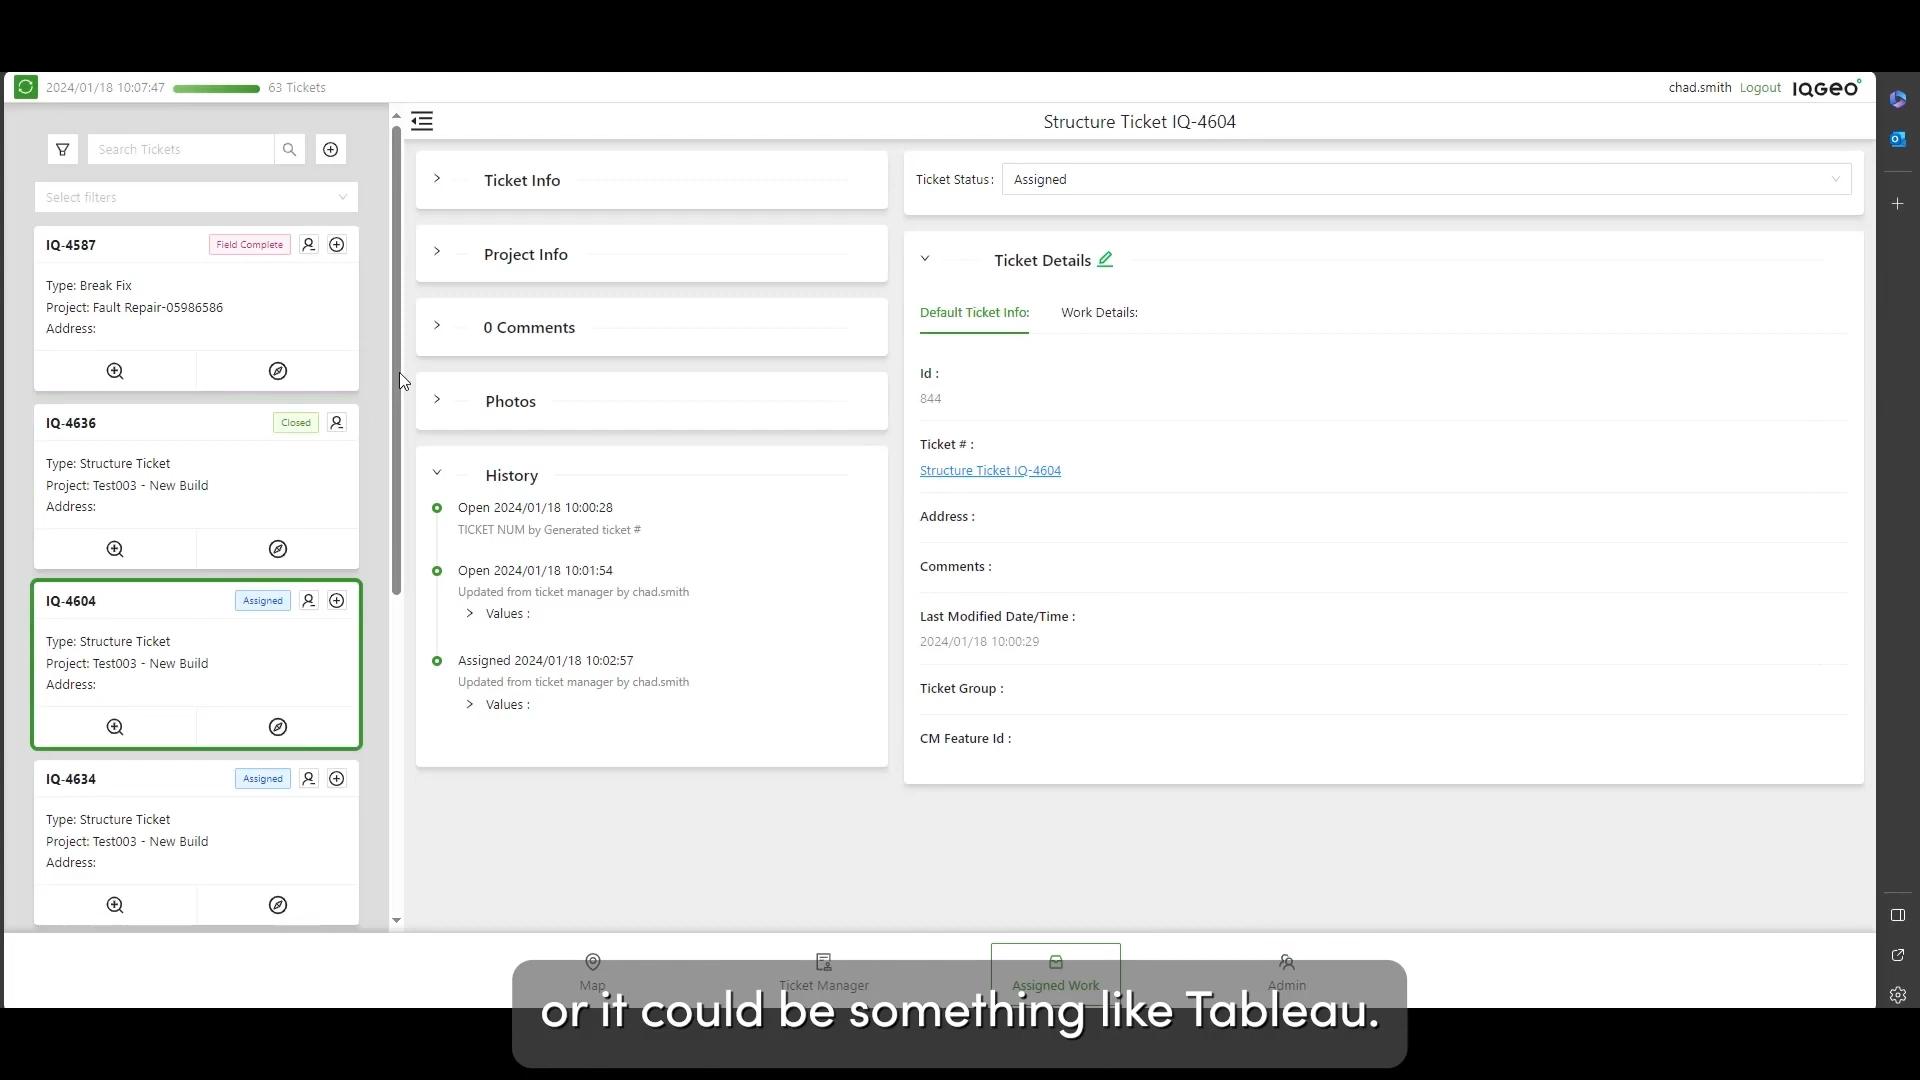 2024/01/18 10:07:47 63 Tickets
chad.smith Logout IQGEO
Search Tickets
Select filters
IQ-4587 Field Complete
Type: Break Fix
Project: Fault Repair-05986586
Address:
IQ-4636 Closed
Type: Structure Ticket
Project: Test003 - New Build
Address:
IQ-4604 Assigned
Type: Structure Ticket
Project: Test003 - New Build
Address:
IQ-4634 Assigned
Type: Structure Ticket
Project: Test003 - New Build
Address:
Structure Ticket IQ-4604
Ticket Info
Project Info
0 Comments
Photos
History
Open 2024/01/18 10:00:28
TICKET NUM by Generated ticket #
Open 2024/01/18 10:01:54
Updated from ticket manager by chad.smith
Values :
Assigned 2024/01/18 10:02:57
Updated from ticket manager by chad.smith
Values :
Ticket Status: Assigned
Ticket Details
Default Ticket Info: Work Details:
Id :
844
Ticket # :
Structure Ticket IQ-4604
Address :
Comments :
Last Modified Date/Time :
2024/01/18 10:00:29
Ticket Group :
CM Feature Id :
Map Ticket Manager Assigned Work Admin
or it could be something like Tableau.